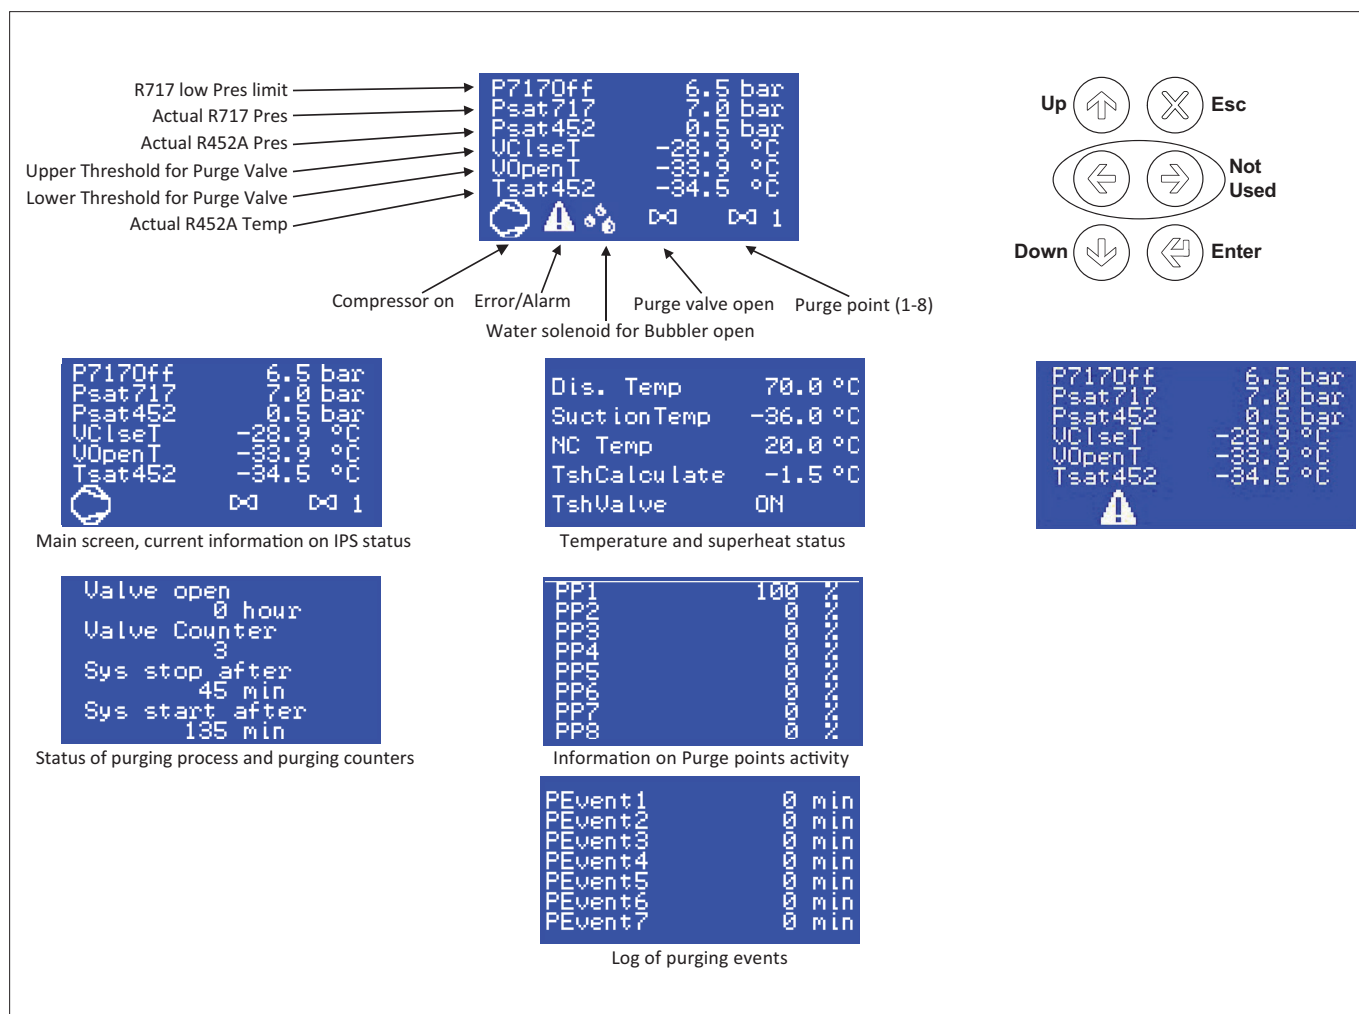 R717 low Pres limit
Actual R717 Pres
Actual R452A Pres
Upper Threshold for Purge Valve
Lower Threshold for Purge Valve
Actual R452A Temp
P717Off 6.5 bar
Psat717 7.0 bar
Psat452 0.5 bar
VClseT -28.9 °C
VOpenT -33.9 °C
Tsat452 -34.5 °C
1
Compressor on
Error/Alarm
Water solenoid for Bubbler open
Purge valve open
Purge point (1-8)
Up
Esc
Not
Used
Down
Enter
P717Off 6.5 bar
Psat717 7.0 bar
Psat452 0.5 bar
VClseT -28.9 °C
VOpenT -33.9 °C
Tsat452 -34.5 °C
1
Main screen, current information on IPS status
Dis. Temp 70.0 °C
SuctionTemp -36.0 °C
NC Temp 20.0 °C
TshCalculate -1.5 °C
TshValve ON
Temperature and superheat status
P717Off 6.5 bar
Psat717 7.0 bar
Psat452 0.5 bar
VClseT -28.9 °C
VOpenT -33.9 °C
Tsat452 -34.5 °C
Valve open
0 hour
Valve Counter
3
Sys stop after
45 min
Sys start after
135 min
Status of purging process and purging counters
PP1 100 %
PP2 0 %
PP3 0 %
PP4 0 %
PP5 0 %
PP6 0 %
PP7 0 %
PP8 0 %
Information on Purge points activity
PEvent1 0 min
PEvent2 0 min
PEvent3 0 min
PEvent4 0 min
PEvent5 0 min
PEvent6 0 min
PEvent7 0 min
Log of purging events